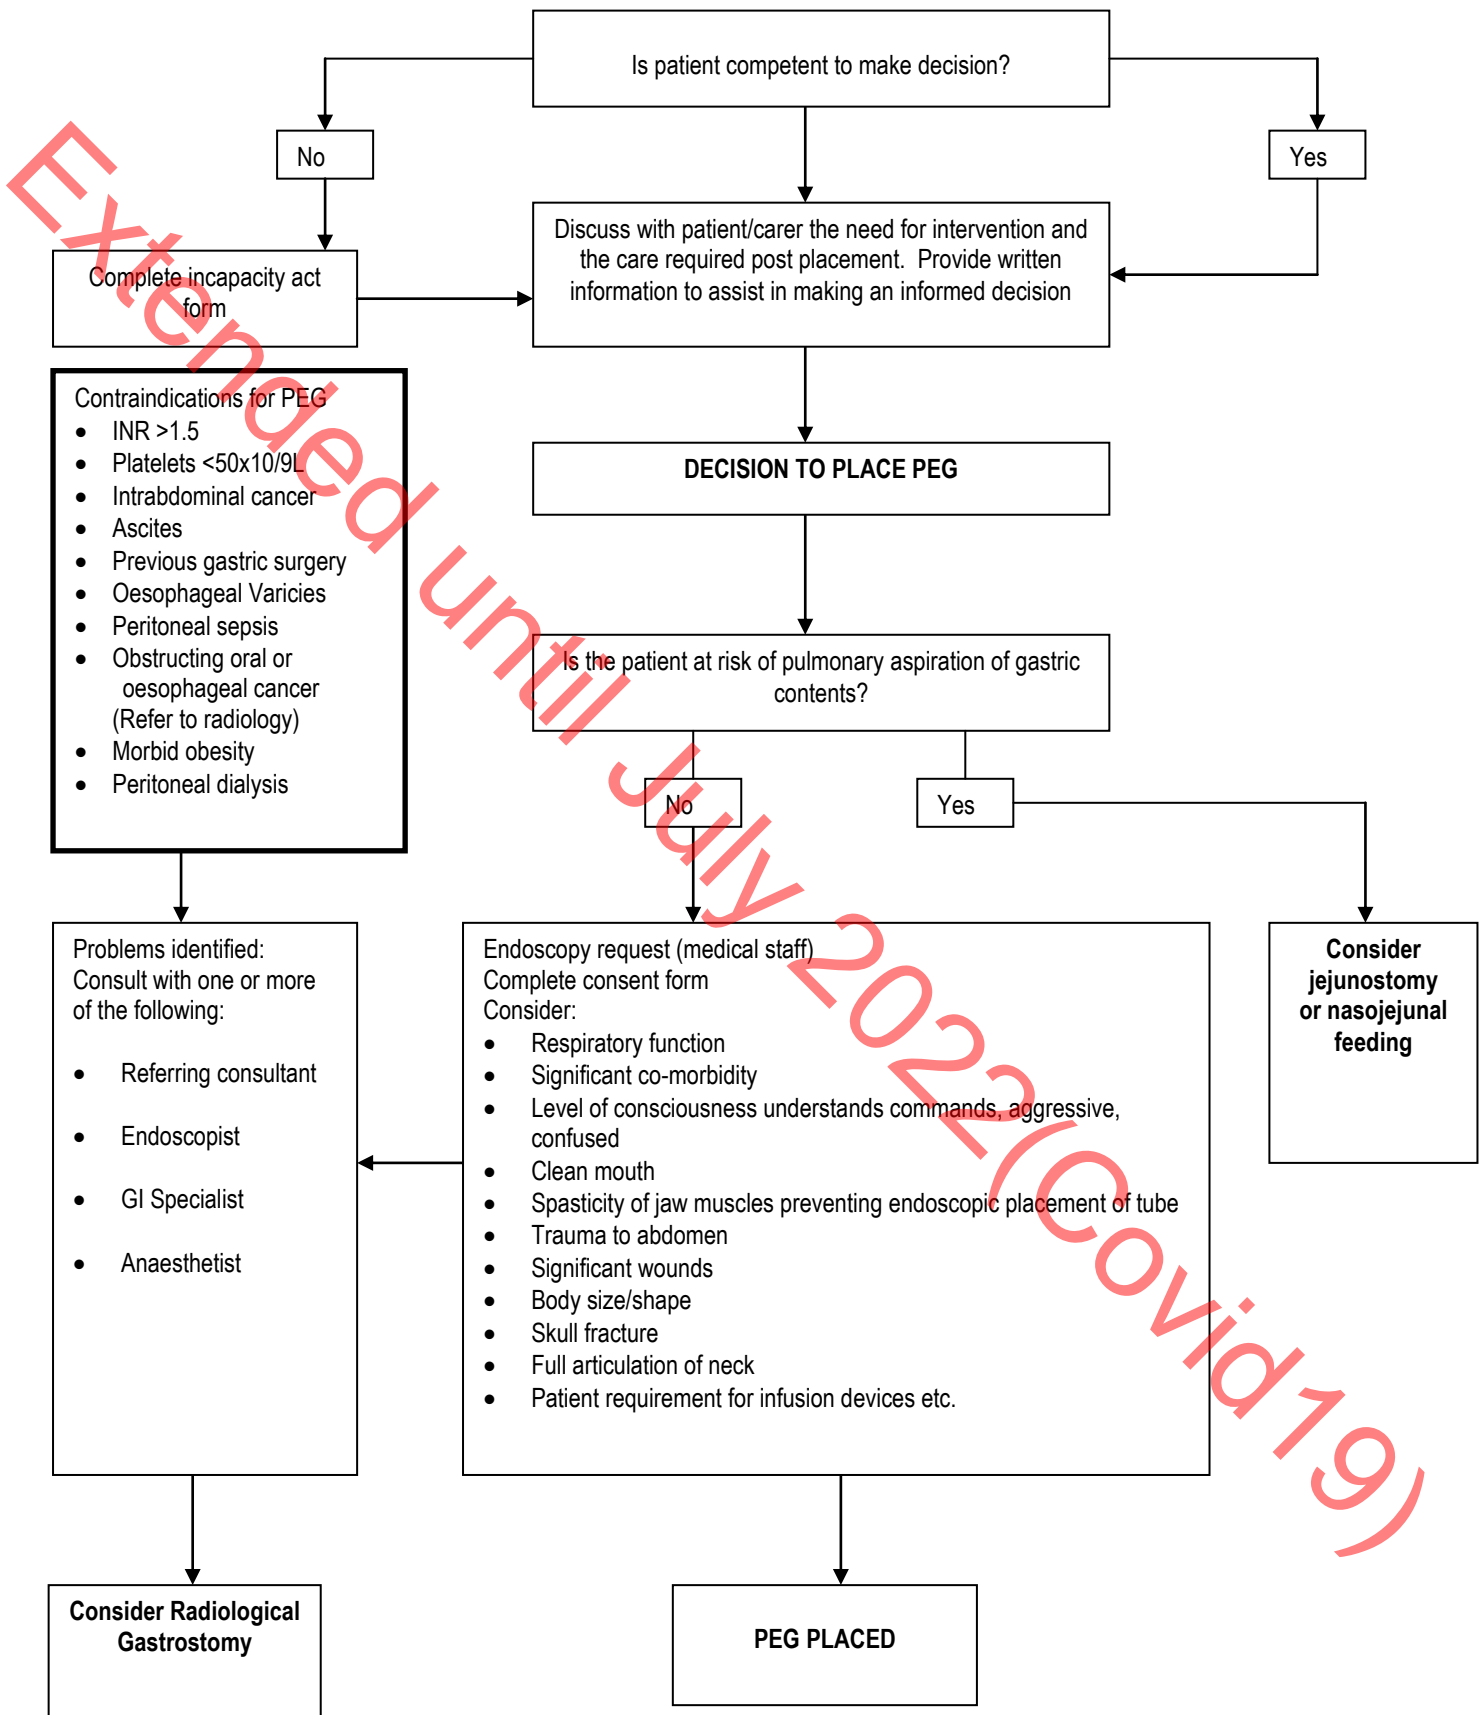 Is patient competent to make decision?
No
Yes
Discuss with patient/carer the need for intervention and
the care required post placement.  Provide written
information to assist in making an informed decision
Complete incapacity act
form
Contraindications for PEG
• INR >1.5
• Platelets <50x10/9L
• Intrabdominal cancer
• Ascites
• Previous gastric surgery
• Oesophageal Varicies
• Peritoneal sepsis
• Obstructing oral or
oesophageal cancer
(Refer to radiology)
• Morbid obesity
• Peritoneal dialysis
DECISION TO PLACE PEG
Is the patient at risk of pulmonary aspiration of gastric
contents?
No
Yes
Problems identified:
Consult with one or more
of the following:
• Referring consultant
• Endoscopist
• GI Specialist
• Anaesthetist
Endoscopy request (medical staff)
Complete consent form
Consider:
• Respiratory function
• Significant co-morbidity
• Level of consciousness understands commands, aggressive,
confused
• Clean mouth
• Spasticity of jaw muscles preventing endoscopic placement of tube
• Trauma to abdomen
• Significant wounds
• Body size/shape
• Skull fracture
• Full articulation of neck
• Patient requirement for infusion devices etc.
Consider
jejunostomy
or nasojejunal
feeding
Consider Radiological
Gastrostomy
PEG PLACED
Extended until July 2022(Covid19)